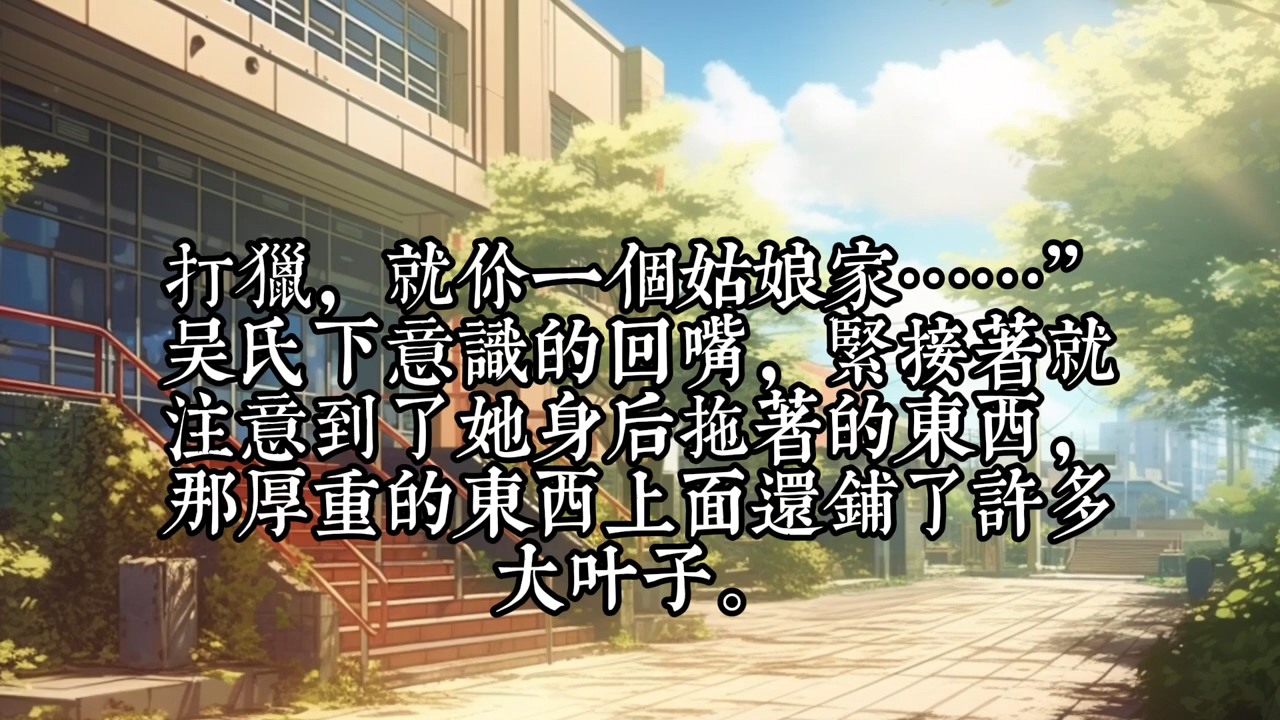 打獵，就你一個姑娘家……”
吴氏下意識的回嘴，緊接著就
注意到了她身后拖著的東西，
那厚重的東西上面還鋪了許多
大叶子。